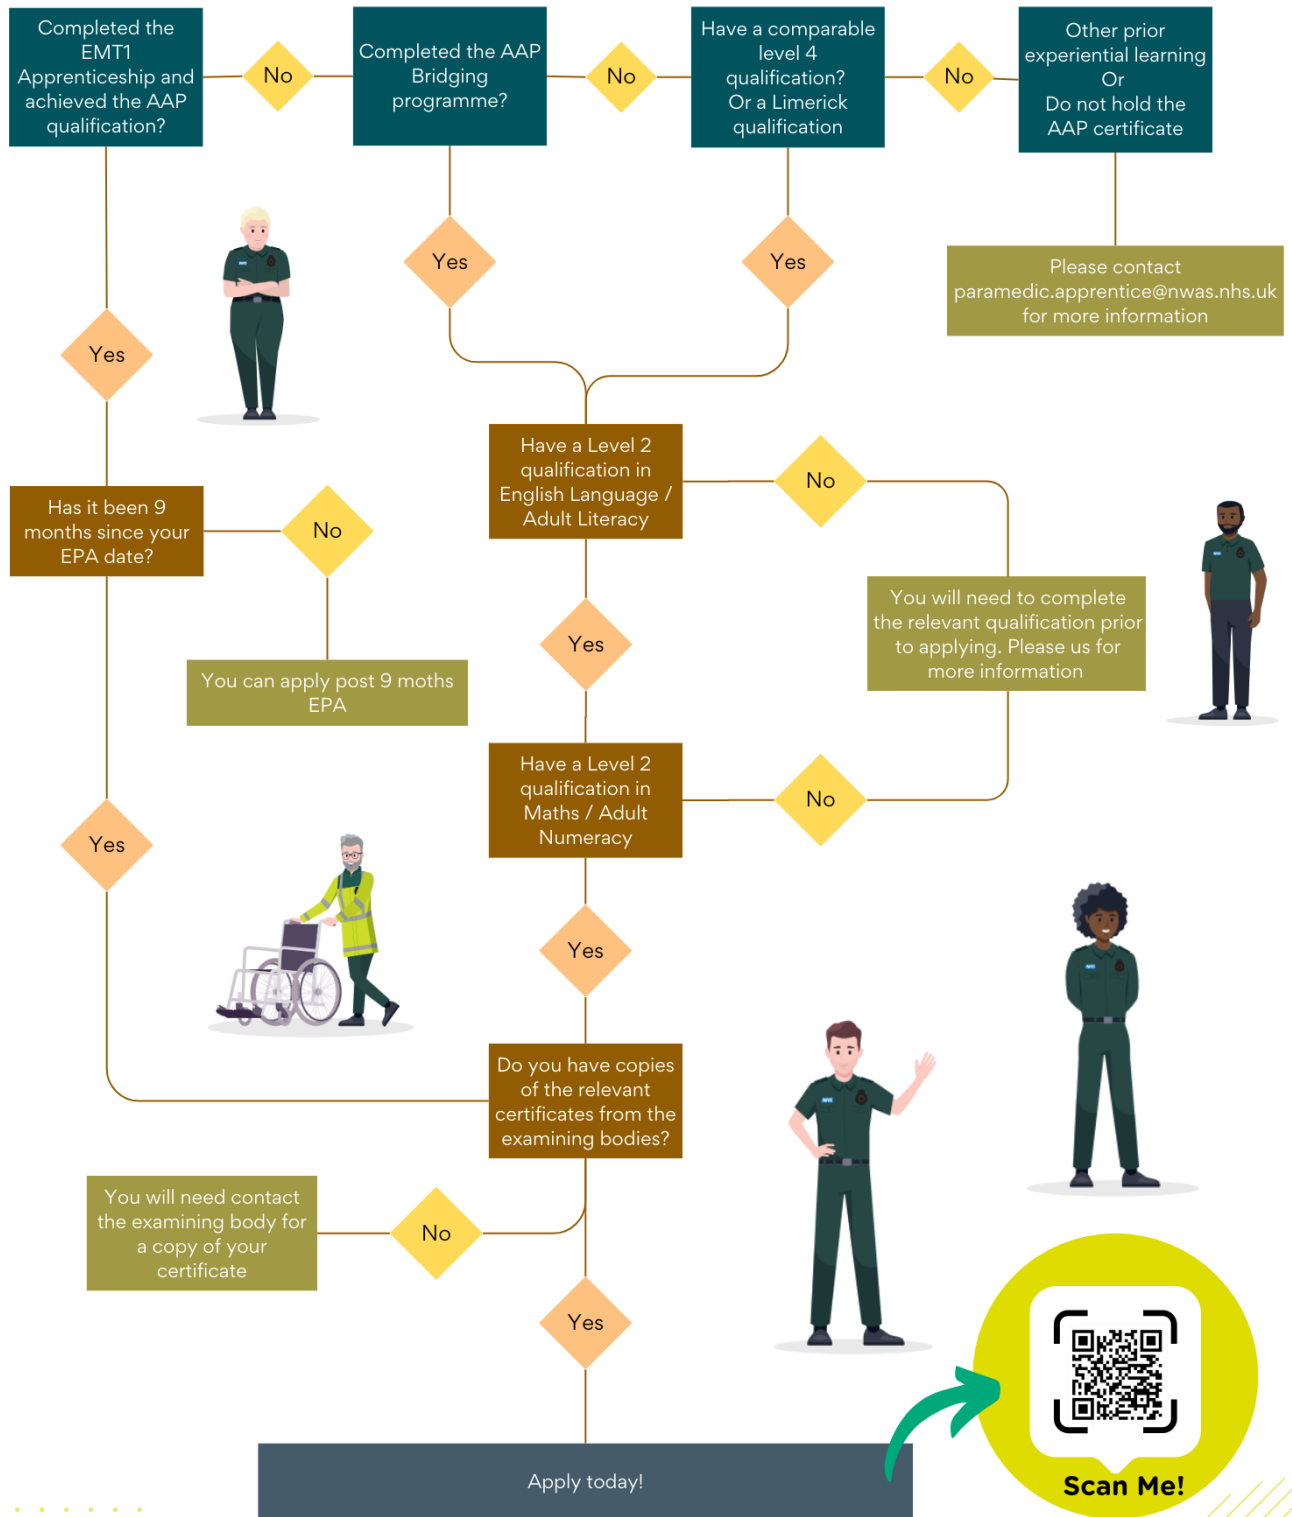 Completed the
EMT1
Apprenticeship and
achieved the AAP
qualification?
No
Completed the AAP
Bridging
programme?
No
Have a comparable
level 4
qualification?
Or a Limerick
qualification
No
Other prior
experiential learning
Or
Do not hold the
AAP certificate
Yes
Yes
Please contact
paramedic.apprentice@nwas.nhs.uk
for more information
Yes
Have a Level 2
qualification in
English Language /
Adult Literacy
No
Has it been 9
months since your
EPA date?
No
You will need to complete
the relevant qualification prior
to applying. Please us for
more information
Yes
You can apply post 9 moths
EPA
Have a Level 2
qualification in
Maths / Adult
Numeracy
No
Yes
Yes
Do you have copies
of the relevant
certificates from the
examining bodies?
You will need contact
the examining body for
a copy of your
certificate
No
Yes
Apply today!
Scan Me!